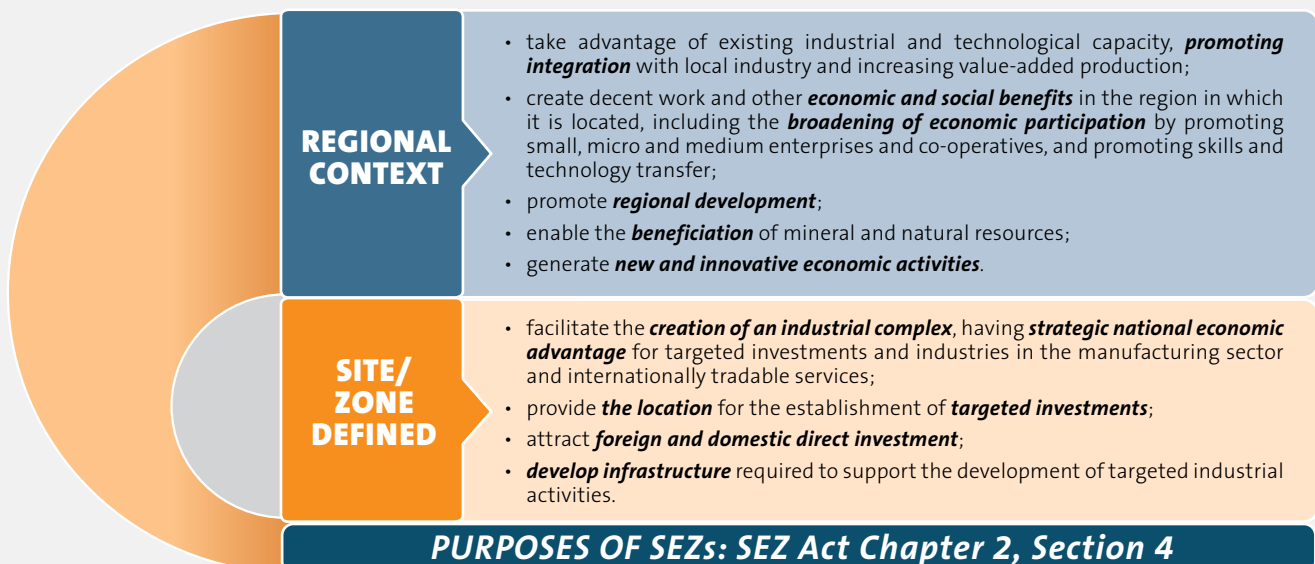 REGIONAL
CONTEXT
• take advantage of existing industrial and technological capacity, promoting
integration with local industry and increasing value-added production;
• create decent work and other economic and social benefits in the region in which
it is located, including the broadening of economic participation by promoting
small, micro and medium enterprises and co-operatives, and promoting skills and
technology transfer;
• promote regional development;
• enable the beneficiation of mineral and natural resources;
• generate new and innovative economic activities.
SITE/
ZONE
DEFINED
• facilitate the creation of an industrial complex, having strategic national economic
advantage for targeted investments and industries in the manufacturing sector
and internationally tradable services;
• provide the location for the establishment of targeted investments;
• attract foreign and domestic direct investment;
• develop infrastructure required to support the development of targeted industrial
activities.
PURPOSES OF SEZs: SEZ Act Chapter 2, Section 4